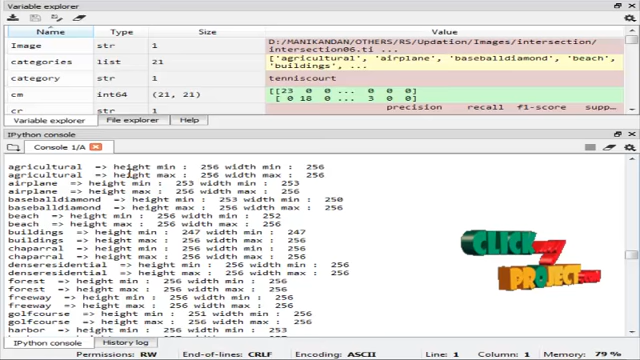 Variable explorer
Name Type Size Value
Image str 1 D:/MANIKANDAN/OTHERS/RS/Updation/Images/intersection/
intersection06.ti ...
categories list 21 ['agricultural', 'airplane', 'baseballdiamond', 'beach',
'buildings', ...
category str 1 tenniscourt
cm int64 (21, 21) [[23 0 0 ... 0 0 0]
[ 0 18 0 ... 3 0 0]
cr str 1 precision recall f1-score supp...
Variable explorer File explorer Help
IPython console
Console 1/A
agricultural => height min : 256 width min : 256
agricultural => height max : 256 width max : 256
airplane => height min : 253 width min : 253
airplane => height max : 256 width max : 256
baseballdiamond => height min : 253 width min : 250
baseballdiamond => height max : 256 width max : 256
beach => height min : 256 width min : 252
beach => height max : 256 width max : 256
buildings => height min : 247 width min : 247
buildings => height max : 256 width max : 256
chaparral => height min : 256 width min : 256
chaparral => height max : 256 width max : 256
denseresidential => height min : 256 width min : 256
denseresidential => height max : 256 width max : 256
forest => height min : 256 width min : 256
forest => height max : 256 width max : 256
freeway => height min : 256 width min : 256
freeway => height max : 256 width max : 256
golfcourse => height min : 251 width min : 256
golfcourse => height max : 256 width max : 256
harbor => height min : 256 width min : 253
CLICK
PROJECT
IPython console History log
Permissions: RW End-of-lines: CRLF Encoding: ASCII Line: 1 Column: 1 Memory: 79 %